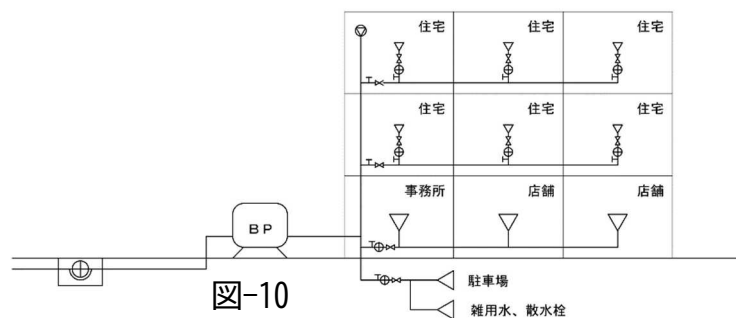 住宅 住宅 住宅
住宅 住宅 住宅
事務所 店舗 店舗
BP
駐車場
図-10
雑用水、散水栓